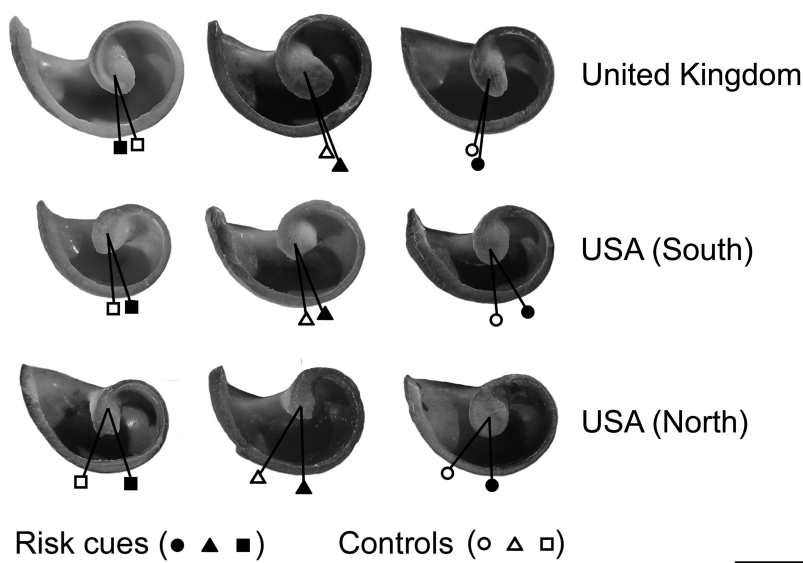 United Kingdom
USA (South)
USA (North)
Risk cues (● ▲ ■) Controls (○ △ □)